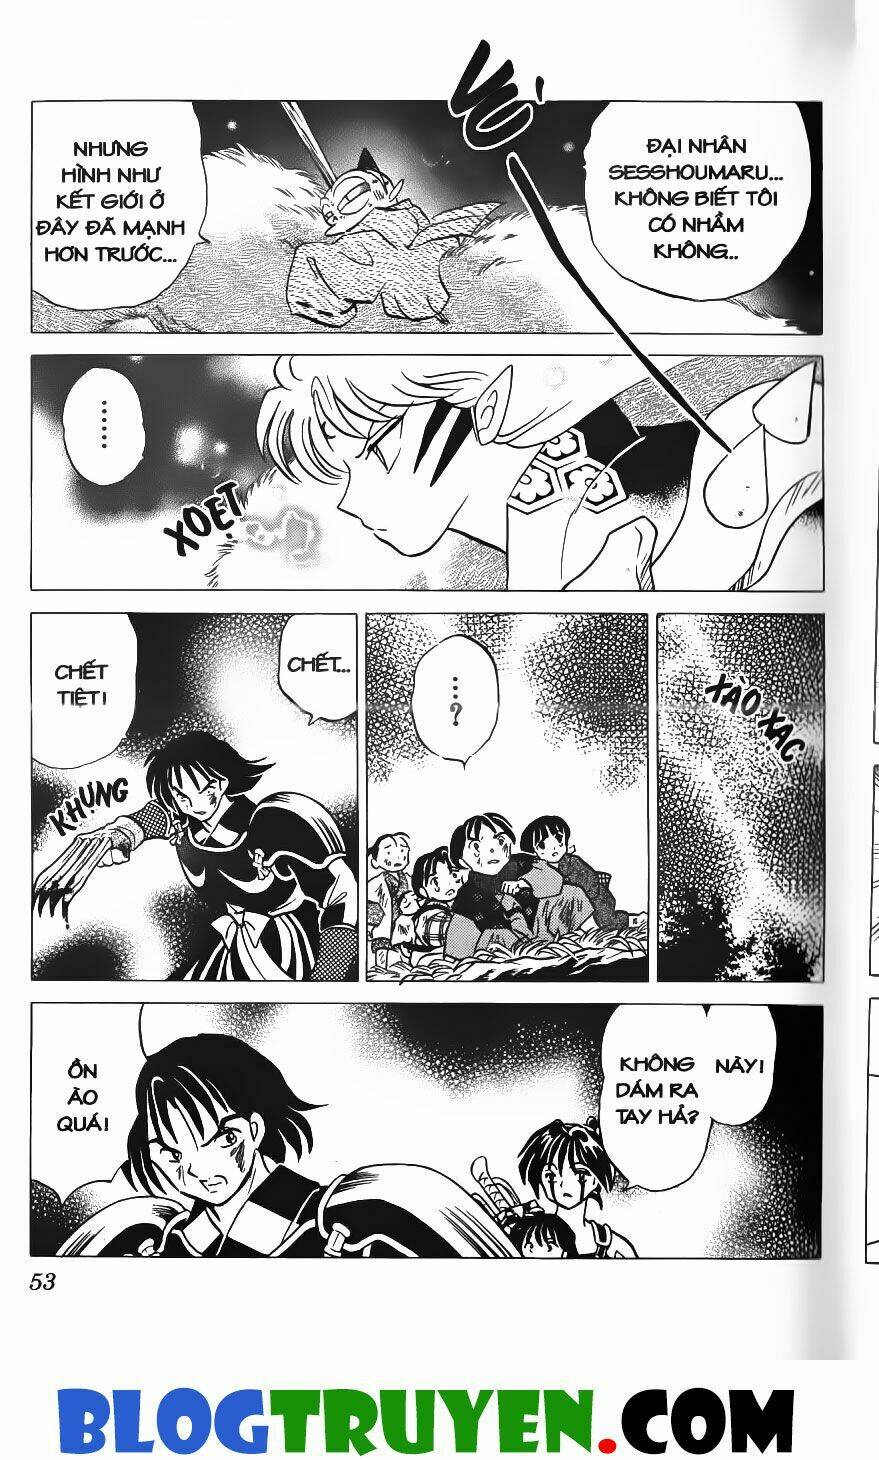 VÙ
ĐẠI NHÂN
SESSHOUMARU...
KHÔNG BIẾT TÔI
CÓ NHẦM
KHÔNG...
NHƯNG
HÌNH NHƯ
KẾT GIỚI Ở
ĐÂY ĐÃ MẠNH
HƠN TRƯỚC...
......
XOẸT
XÀO XẠC
....?
CHẾT...
CHẾT
TIỆT!
KHỰNG
NÀY!
KHÔNG
DÁM RA
TAY HẢ?
ỒN
ÀO
QUÁ!
53
BLOGTRUYEN.COM